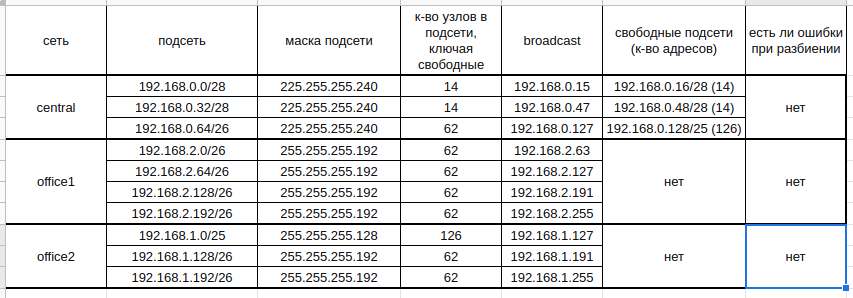 сеть подсеть маска подсети к-во узлов в подсети, ключая свободные broadcast свободные подсети (к-во адресов) есть ли ошибки при разбиении
central 192.168.0.0/28 225.255.255.240 14 192.168.0.15 192.168.0.16/28 (14) нет
192.168.0.32/28 225.255.255.240 14 192.168.0.47 192.168.0.48/28 (14)
192.168.0.64/26 225.255.255.240 62 192.168.0.127 192.168.0.128/25 (126)
office1 192.168.2.0/26 255.255.255.192 62 192.168.2.63 нет нет
192.168.2.64/26 255.255.255.192 62 192.168.2.127
192.168.2.128/26 255.255.255.192 62 192.168.2.191
192.168.2.192/26 255.255.255.192 62 192.168.2.255
office2 192.168.1.0/25 255.255.255.128 126 192.168.1.127 нет нет
192.168.1.128/26 255.255.255.192 62 192.168.1.191
192.168.1.192/26 255.255.255.192 62 192.168.1.255